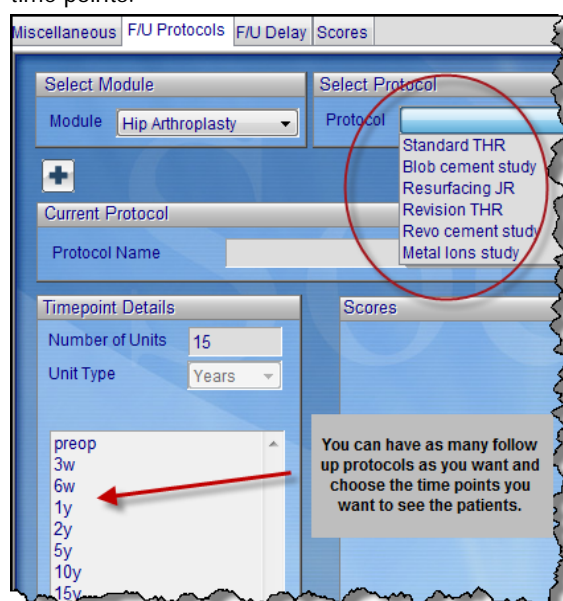 time points.
Miscellaneous F/U Protocols F/U Delay Scores
Select Module
Module Hip Arthroplasty
Select Protocol
Protocol
Standard THR
Blob cement study
Resurfacing JR
Revision THR
Revo cement study
Metal Ions study
Current Protocol
Protocol Name
Timepoint Details
Number of Units 15
Unit Type Years
preop
3w
6w
1y
2y
5y
10y
15y
Scores
You can have as many follow
up protocols as you want and
choose the time points you
want to see the patients.